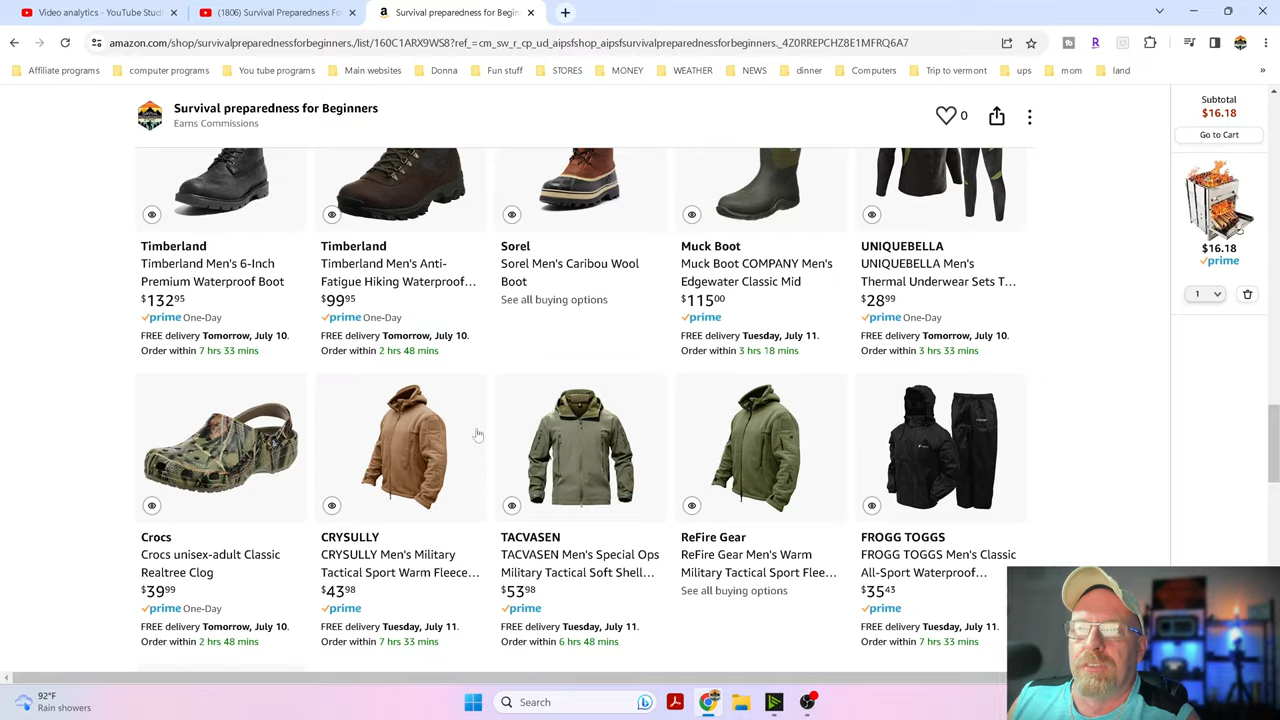 Video analytics - YouTube Studi
(1806) Survival Preparedness Fo
Survival preparedness for Begin
amazon.com/shop/survivalpreparednessforbeginners./list/160C1ARX9WS8?ref_=cm_sw_r_cp_ud_aipsfshop_aipsfsurvivalpreparednessforbeginners._4Z0RREPCHZ8E1MFRQ6A7
Affiliate programs
computer programs
You tube programs
Main websites
Donna
Fun stuff
STORES
MONEY
WEATHER
NEWS
dinner
Computers
Trip to vermont
ups
mom
land
»
Survival preparedness for Beginners
Earns Commissions
0
Subtotal
$16.18
Go to Cart
$16.18
prime
1
Timberland
Timberland Men's 6-Inch
Premium Waterproof Boot
$132 95
prime One-Day
FREE delivery Tomorrow, July 10.
Order within 7 hrs 33 mins
Timberland
Timberland Men's Anti-
Fatigue Hiking Waterproof…
$99 95
prime One-Day
FREE delivery Tomorrow, July 10.
Order within 2 hrs 48 mins
Sorel
Sorel Men's Caribou Wool
Boot
See all buying options
Muck Boot
Muck Boot COMPANY Men's
Edgewater Classic Mid
$115 00
prime
FREE delivery Tuesday, July 11.
Order within 3 hrs 18 mins
UNIQUEBELLA
UNIQUEBELLA Men's
Thermal Underwear Sets T…
$28 99
prime One-Day
FREE delivery Tomorrow, July 10.
Order within 3 hrs 33 mins
Crocs
Crocs unisex-adult Classic
Realtree Clog
$39 99
prime One-Day
FREE delivery Tomorrow, July 10.
Order within 2 hrs 48 mins
CRYSULLY
CRYSULLY Men's Military
Tactical Sport Warm Fleece…
$43 98
prime
FREE delivery Tuesday, July 11.
Order within 7 hrs 33 mins
TACVASEN
TACVASEN Men's Special Ops
Military Tactical Soft Shell…
$53 98
prime
FREE delivery Tuesday, July 11.
Order within 6 hrs 48 mins
ReFire Gear
ReFire Gear Men's Warm
Military Tactical Sport Flee…
See all buying options
FROGG TOGGS
FROGG TOGGS Men's Classic
All-Sport Waterproof…
$35 43
prime
FREE delivery Tuesday, July 11.
Order within 7 hrs 33 mins
92°F
Rain showers
Search